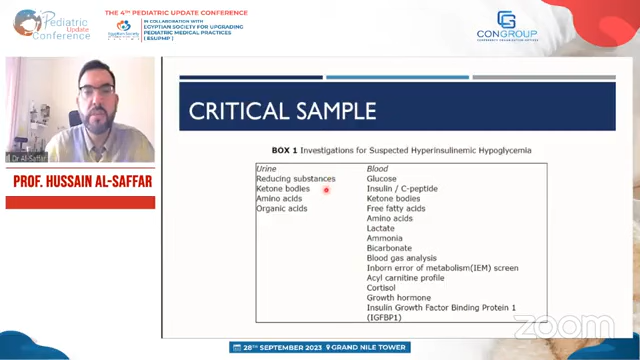 Pediatric
Update
Conference
THE 4TH PEDIATRIC UPDATE CONFERENCE
IN COLLABORATION WITH
EGYPTIAN SOCIETY FOR UPGRADING
PEDIATRIC MEDICAL PRACTICES
( ESUPMP )
CONGROUP
Dr Al-Saffar
PROF. HUSSAIN AL-SAFFAR
CRITICAL SAMPLE
BOX 1 Investigations for Suspected Hyperinsulinemic Hypoglycemia
Urine
Reducing substances
Ketone bodies
Amino acids
Organic acids
Blood
Glucose
Insulin / C-peptide
Ketone bodies
Free fatty acids
Amino acids
Lactate
Ammonia
Bicarbonate
Blood gas analysis
Inborn error of metabolism(IEM) screen
Acyl carnitine profile
Cortisol
Growth hormone
Insulin Growth Factor Binding Protein 1
(IGFBP1)
zoom
28TH SEPTEMBER 2023 GRAND NILE TOWER